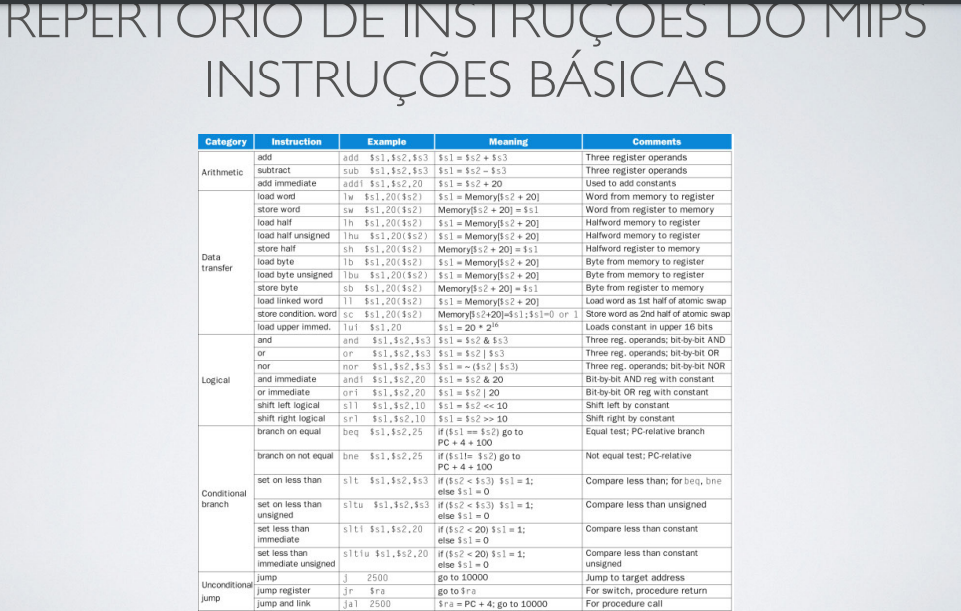 REPERTÓRIO DE INSTRUÇÕES DO MIPS
INSTRUÇÕES BÁSICAS
Category Instruction Example Meaning Comments
Arithmetic
add add $s1,$s2,$s3 $s1 = $s2 + $s3 Three register operands
subtract sub $s1,$s2,$s3 $s1 = $s2 – $s3 Three register operands
add immediate addi $s1,$s2,20 $s1 = $s2 + 20 Used to add constants
Data transfer
load word lw $s1,20($s2) $s1 = Memory[$s2 + 20] Word from memory to register
store word sw $s1,20($s2) Memory[$s2 + 20] = $s1 Word from register to memory
load half lh $s1,20($s2) $s1 = Memory[$s2 + 20] Halfword memory to register
load half unsigned lhu $s1,20($s2) $s1 = Memory[$s2 + 20] Halfword memory to register
store half sh $s1,20($s2) Memory[$s2 + 20] = $s1 Halfword register to memory
load byte lb $s1,20($s2) $s1 = Memory[$s2 + 20] Byte from memory to register
load byte unsigned lbu $s1,20($s2) $s1 = Memory[$s2 + 20] Byte from memory to register
store byte sb $s1,20($s2) Memory[$s2 + 20] = $s1 Byte from register to memory
load linked word ll $s1,20($s2) $s1 = Memory[$s2 + 20] Load word as 1st half of atomic swap
store condition. word sc $s1,20($s2) Memory[$s2+20]=$s1;$s1=0 or 1 Store word as 2nd half of atomic swap
load upper immed. lui $s1,20 $s1 = 20 * 2¹⁶ Loads constant in upper 16 bits
Logical
and and $s1,$s2,$s3 $s1 = $s2 & $s3 Three reg. operands; bit-by-bit AND
or or $s1,$s2,$s3 $s1 = $s2 | $s3 Three reg. operands; bit-by-bit OR
nor nor $s1,$s2,$s3 $s1 = ~ ($s2 | $s3) Three reg. operands; bit-by-bit NOR
and immediate andi $s1,$s2,20 $s1 = $s2 & 20 Bit-by-bit AND reg with constant
or immediate ori $s1,$s2,20 $s1 = $s2 | 20 Bit-by-bit OR reg with constant
shift left logical sll $s1,$s2,10 $s1 = $s2 << 10 Shift left by constant
shift right logical srl $s1,$s2,10 $s1 = $s2 >> 10 Shift right by constant
Conditional branch
branch on equal beq $s1,$s2,25 if ($s1 == $s2) go to Equal test; PC-relative branch
PC + 4 + 100
branch on not equal bne $s1,$s2,25 if ($s1!= $s2) go to Not equal test; PC-relative
PC + 4 + 100
set on less than slt $s1,$s2,$s3 if ($s2 < $s3) $s1 = 1; Compare less than; for beq, bne
else $s1 = 0
set on less than sltu $s1,$s2,$s3 if ($s2 < $s3) $s1 = 1; Compare less than unsigned
unsigned else $s1 = 0
set less than slti $s1,$s2,20 if ($s2 < 20) $s1 = 1; Compare less than constant
immediate else $s1 = 0
set less than sltiu $s1,$s2,20 if ($s2 < 20) $s1 = 1; Compare less than constant
immediate unsigned else $s1 = 0 unsigned
Unconditional jump
jump j 2500 go to 10000 Jump to target address
jump register jr $ra go to $ra For switch, procedure return
jump and link jal 2500 $ra = PC + 4; go to 10000 For procedure call